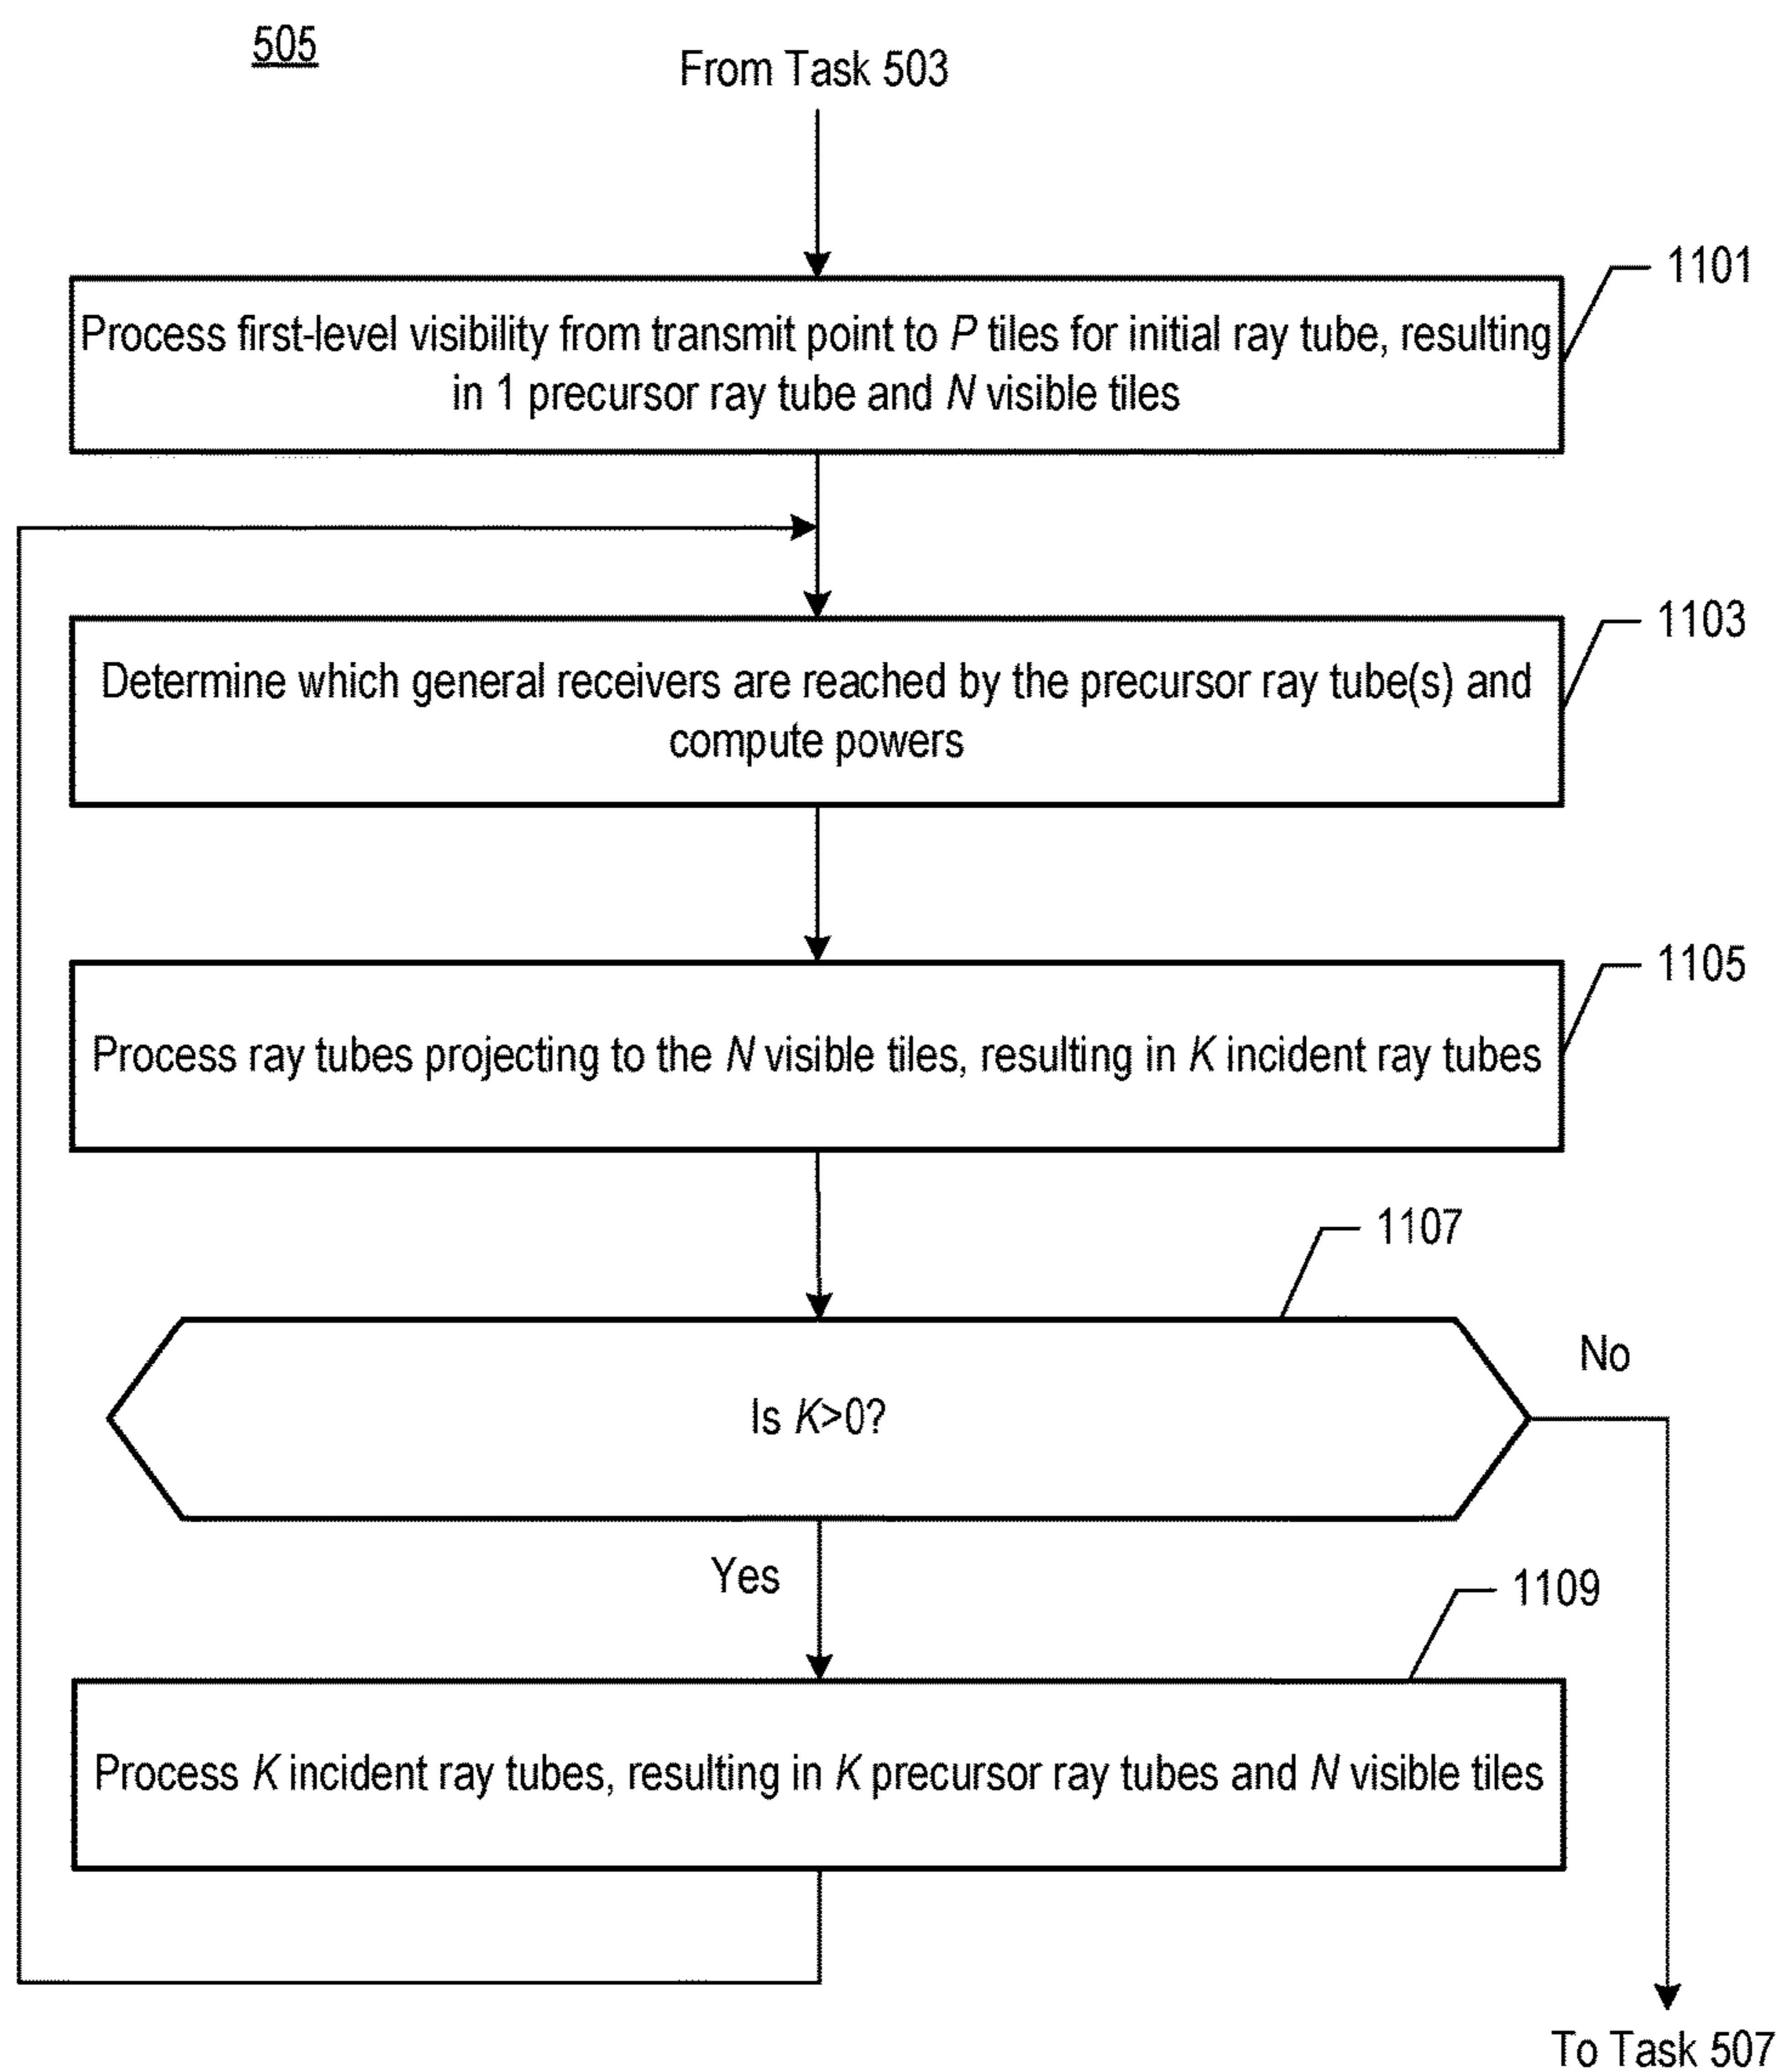 505
From Task 503
1101
Process first-level visibility from transmit point to P tiles for initial ray tube, resulting
in 1 precursor ray tube and N visible tiles
1103
Determine which general receivers are reached by the precursor ray tube(s) and
compute powers
1105
Process ray tubes projecting to the N visible tiles, resulting in K incident ray tubes
1107
No
Is K>0?
Yes
1109
Process K incident ray tubes, resulting in K precursor ray tubes and N visible tiles
To Task 507